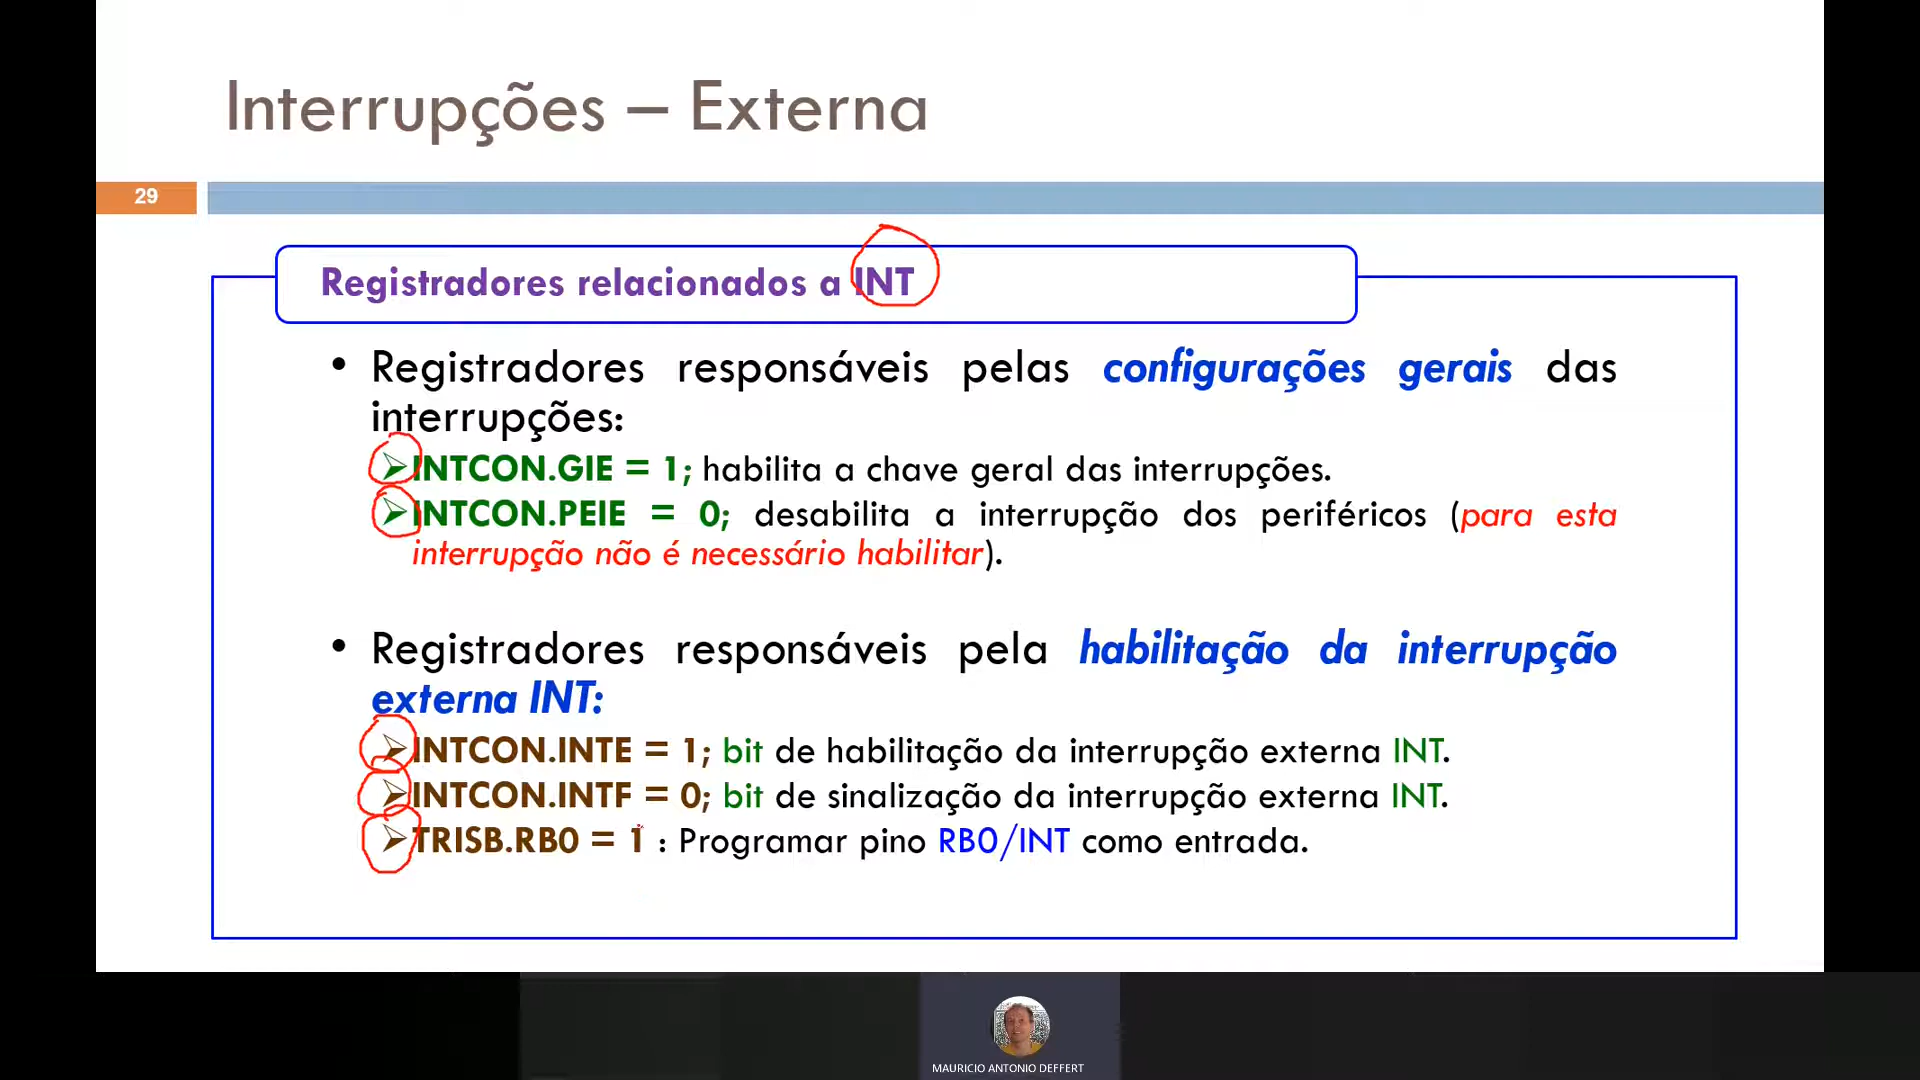 Interrupções – Externa
29
Registradores relacionados a INT
• Registradores responsáveis pelas configurações gerais das
interrupções:
➢INTCON.GIE = 1; habilita a chave geral das interrupções.
➢INTCON.PEIE = 0; desabilita a interrupção dos periféricos (para esta
interrupção não é necessário habilitar).
• Registradores responsáveis pela habilitação da interrupção
externa INT:
➢INTCON.INTE = 1; bit de habilitação da interrupção externa INT.
➢INTCON.INTF = 0; bit de sinalização da interrupção externa INT.
➢TRISB.RB0 = 1 : Programar pino RB0/INT como entrada.
MAURICIO ANTONIO DEFFERT